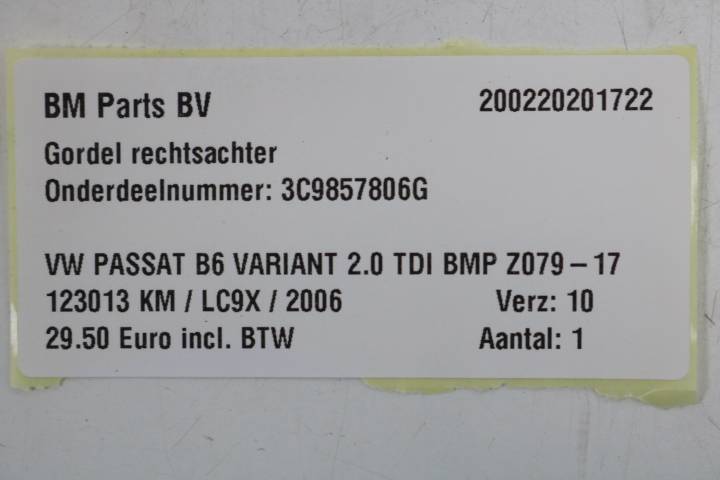 BM Parts BV 200220201722
Gordel rechtsachter
Onderdeelnummer: 3C9857806G
VW PASSAT B6 VARIANT 2.0 TDI BMP Z079 – 17
123013 KM / LC9X / 2006 Verz: 10
29.50 Euro incl. BTW Aantal: 1